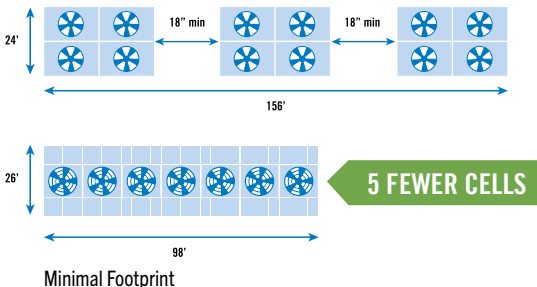 18” min
18” min
24’
156’
26’
5 FEWER CELLS
98’
Minimal Footprint